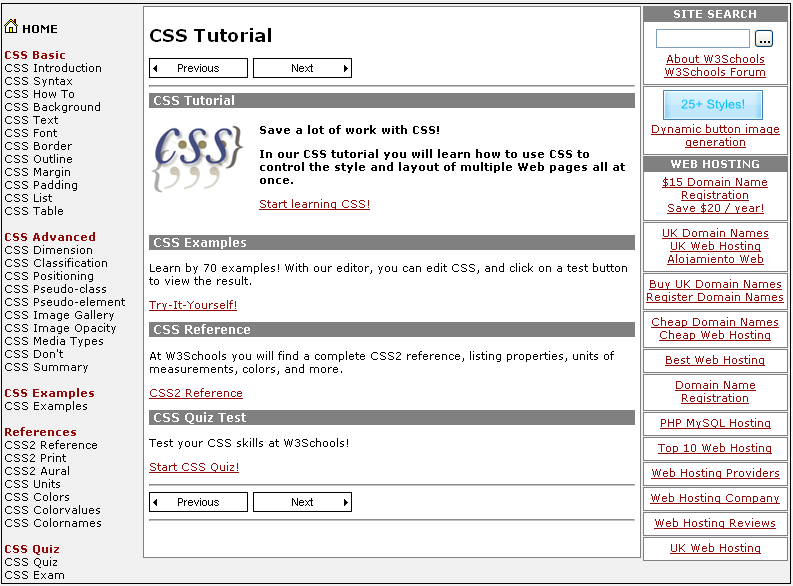 HOME
CSS Basic
CSS Introduction
CSS Syntax
CSS How To
CSS Background
CSS Text
CSS Font
CSS Border
CSS Outline
CSS Margin
CSS Padding
CSS List
CSS Table
CSS Advanced
CSS Dimension
CSS Classification
CSS Positioning
CSS Pseudo-class
CSS Pseudo-element
CSS Image Gallery
CSS Image Opacity
CSS Media Types
CSS Don't
CSS Summary
CSS Examples
CSS Examples
References
CSS2 Reference
CSS2 Print
CSS2 Aural
CSS Units
CSS Colors
CSS Colorvalues
CSS Colornames
CSS Quiz
CSS Quiz
CSS Exam
CSS Tutorial
Previous
Next
CSS Tutorial
{CSS}
;;;
Save a lot of work with CSS!
In our CSS tutorial you will learn how to use CSS to
control the style and layout of multiple Web pages all at
once.
Start learning CSS!
CSS Examples
Learn by 70 examples! With our editor, you can edit CSS, and click on a test button
to view the result.
Try-It-Yourself!
CSS Reference
At W3Schools you will find a complete CSS2 reference, listing properties, units of
measurements, colors, and more.
CSS2 Reference
CSS Quiz Test
Test your CSS skills at W3Schools!
Start CSS Quiz!
Previous
Next
SITE SEARCH
...
About W3Schools
W3Schools Forum
25+ Styles!
Dynamic button image
generation
WEB HOSTING
$15 Domain Name
Registration
Save $20 / year!
UK Domain Names
UK Web Hosting
Alojamiento Web
Buy UK Domain Names
Register Domain Names
Cheap Domain Names
Cheap Web Hosting
Best Web Hosting
Domain Name
Registration
PHP MySQL Hosting
Top 10 Web Hosting
Web Hosting Providers
Web Hosting Company
Web Hosting Reviews
UK Web Hosting